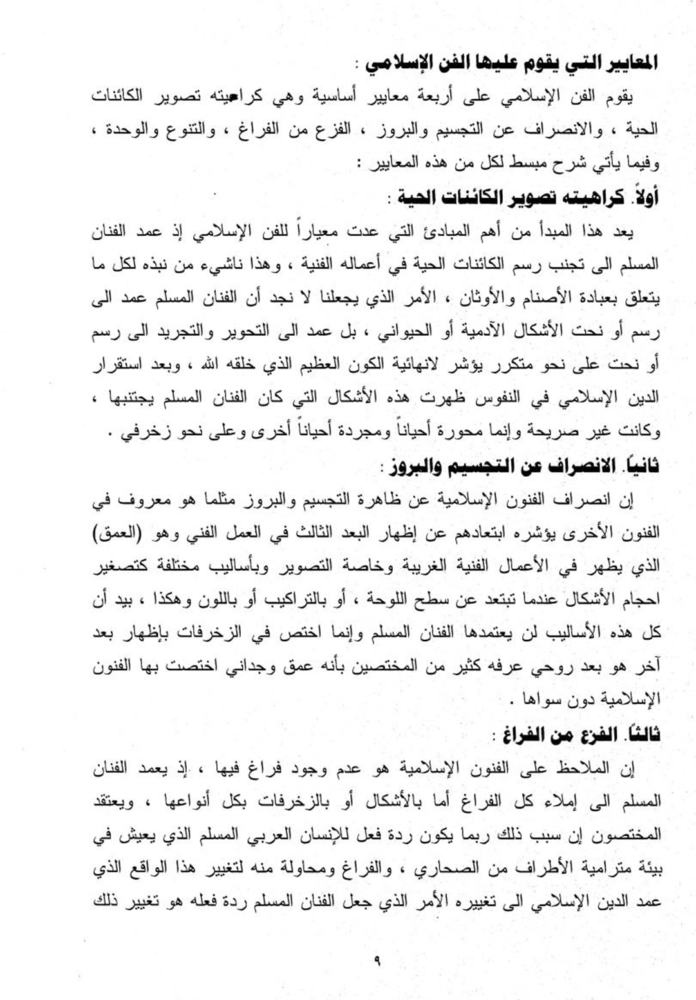 المعايير التي يقوم عليها الفن الإسلامي :
يقوم الفن الإسلامي على أربعة معايير أساسية وهي كراهيته تصوير الكائنات
الحية ، والانصراف عن التجسيم والبروز ، الفزع من الفراغ ، والتنوع والوحدة ،
وفيما يأتي شرح مبسط لكل من هذه المعايير :
أولاً. كراهيته تصوير الكائنات الحية :
يعد هذا المبدأ من أهم المبادئ التي عدت معياراً للفن الإسلامي إذ عمد الفنان
المسلم الى تجنب رسم الكائنات الحية في أعماله الفنية ، وهذا ناشيء من نبذه لكل ما
يتعلق بعبادة الأصنام والأوثان ، الأمر الذي يجعلنا لا نجد أن الفنان المسلم عمد الى
رسم أو نحت الأشكال الآدمية أو الحيواني ، بل عمد الى التحوير والتجريد الى رسم
أو نحت على نحو متكرر يؤشر لانهائية الكون العظيم الذي خلقه الله ، وبعد استقرار
الدين الإسلامي في النفوس ظهرت هذه الأشكال التي كان الفنان المسلم يجتنبها ،
وكانت غير صريحة وإنما محورة أحياناً ومجردة أحياناً أخرى وعلى نحو زخرفي .
ثانياً. الانصراف عن التجسيم والبروز :
إن انصراف الفنون الإسلامية عن ظاهرة التجسيم والبروز مثلما هو معروف في
الفنون الأخرى يؤشره ابتعادهم عن إظهار البعد الثالث في العمل الفني وهو (العمق)
الذي يظهر في الأعمال الفنية الغريبة وخاصة التصوير وبأساليب مختلفة كتصغير
احجام الأشكال عندما تبتعد عن سطح اللوحة ، أو بالتراكيب أو باللون وهكذا ، بيد أن
كل هذه الأساليب لن يعتمدها الفنان المسلم وإنما اختص في الزخرفات بإظهار بعد
آخر هو بعد روحي عرفه كثير من المختصين بأنه عمق وجداني اختصت بها الفنون
الإسلامية دون سواها .
ثالثاً. الفزع من الفراغ :
إن الملاحظ على الفنون الإسلامية هو عدم وجود فراغ فيها ، إذ يعمد الفنان
المسلم الى إملاء كل الفراغ أما بالأشكال أو بالزخرفات بكل أنواعها ، ويعتقد
المختصون إن سبب ذلك ربما يكون ردة فعل للإنسان العربي المسلم الذي يعيش في
بيئة مترامية الأطراف من الصحاري ، والفراغ ومحاولة منه لتغيير هذا الواقع الذي
عمد الدين الإسلامي الى تغييره الأمر الذي جعل الفنان المسلم ردة فعله هو تغيير ذلك
٩